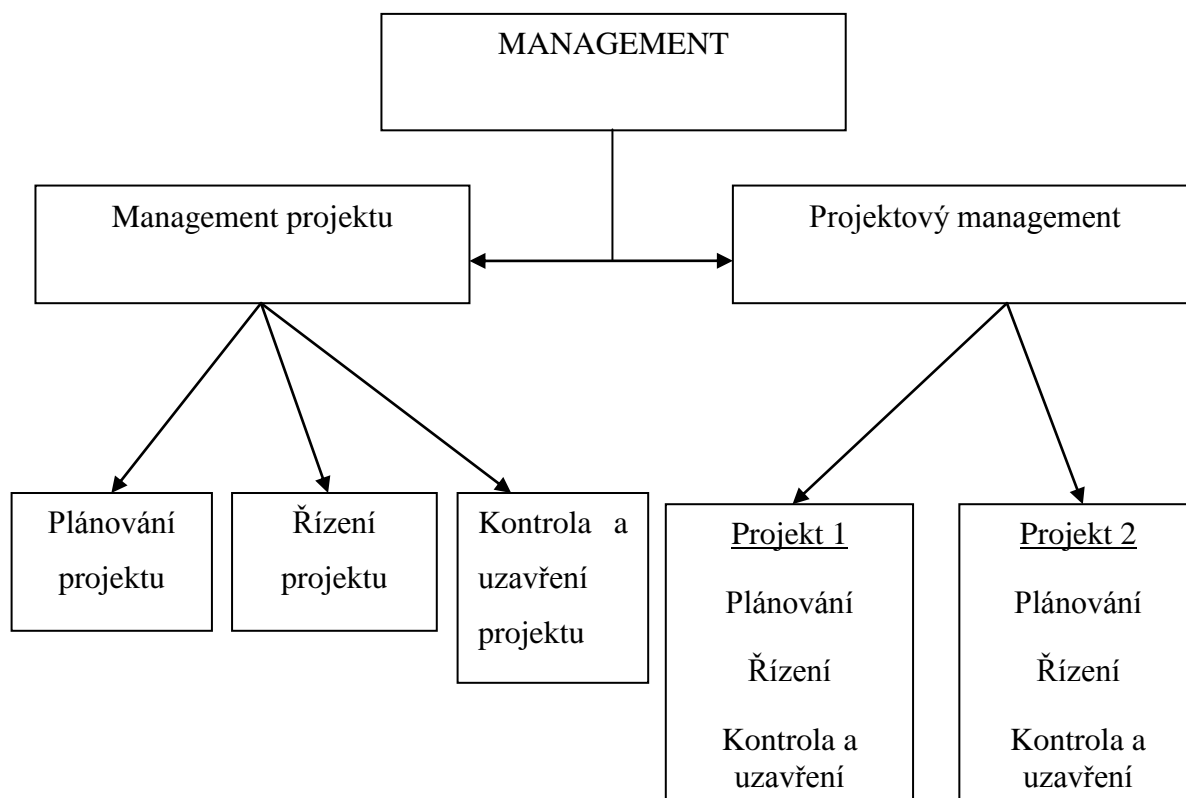 MANAGEMENT
Management projektu
Projektový management
Plánování
projektu
Řízení
projektu
Kontrola a
uzavření
projektu
Projekt 1
Plánování
Řízení
Kontrola a
uzavření
Projekt 2
Plánování
Řízení
Kontrola a
uzavření